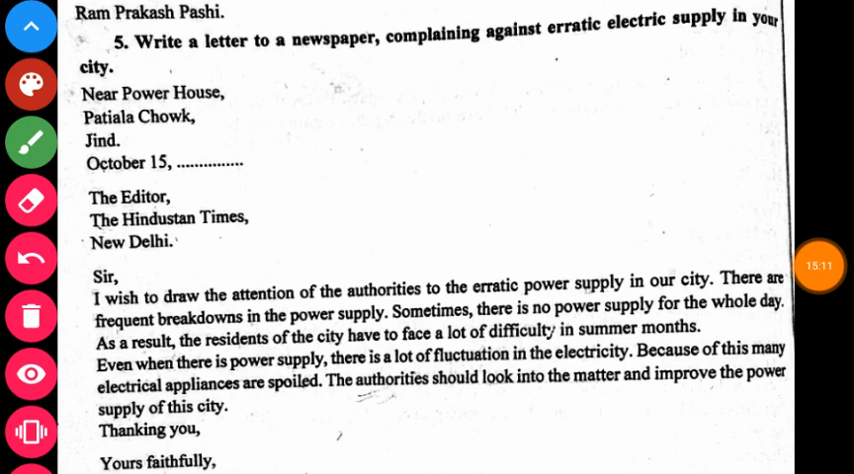 Ram Prakash Pashi.
5. Write a letter to a newspaper, complaining against erratic electric supply in your
city.
Near Power House,
Patiala Chowk,
Jind.
October 15, ...............
The Editor,
The Hindustan Times,
New Delhi.
Sir,
I wish to draw the attention of the authorities to the erratic power supply in our city. There are
frequent breakdowns in the power supply. Sometimes, there is no power supply for the whole day.
As a result, the residents of the city have to face a lot of difficulty in summer months.
Even when there is power supply, there is a lot of fluctuation in the electricity. Because of this many
electrical appliances are spoiled. The authorities should look into the matter and improve the power
supply of this city.
Thanking you,
Yours faithfully,
15:11